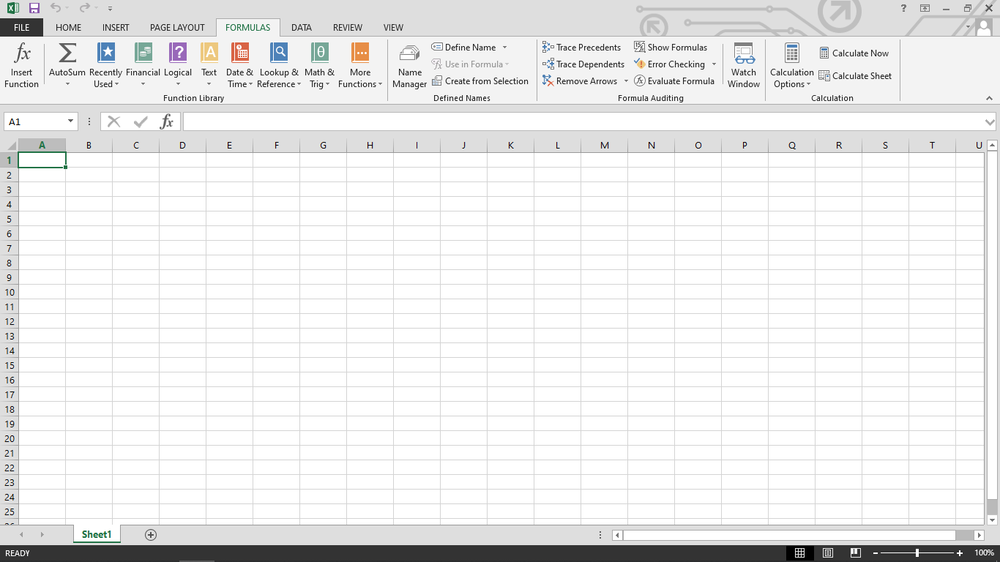 FILE HOME INSERT PAGE LAYOUT FORMULAS DATA REVIEW VIEW
Insert Function
AutoSum
Recently Used
Financial
Logical
Text
Date & Time
Lookup & Reference
Math & Trig
More Functions
Function Library
Name Manager
Define Name
Use in Formula
Create from Selection
Defined Names
Trace Precedents
Trace Dependents
Remove Arrows
Show Formulas
Error Checking
Evaluate Formula
Formula Auditing
Watch Window
Calculation Options
Calculate Now
Calculate Sheet
Calculation
A1
A B C D E F G H I J K L M N O P Q R S T U
1
2
3
4
5
6
7
8
9
10
11
12
13
14
15
16
17
18
19
20
21
22
23
24
25
Sheet1
READY 100%